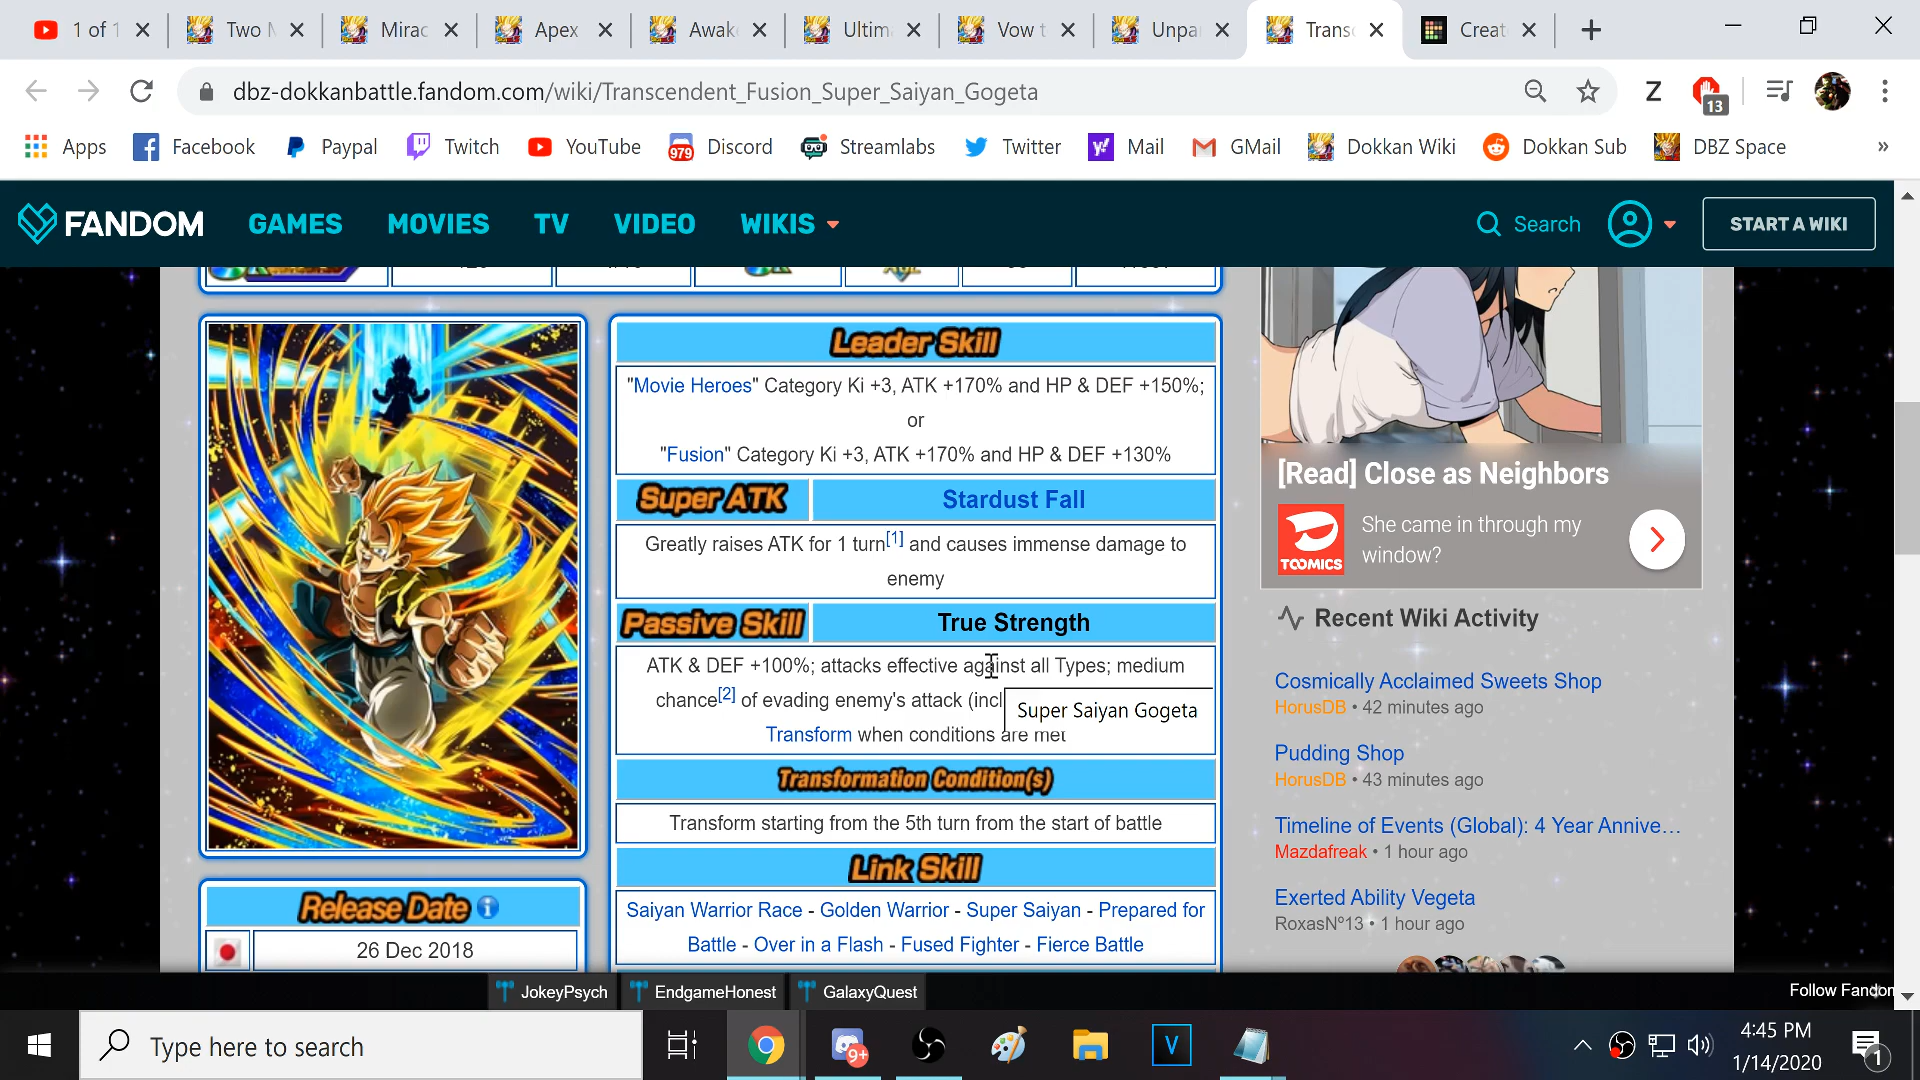 1 of 1
Two M
Mirac
Apex
Awake
Ultim
Vow t
Unpa
Trans
Creat
dbz-dokkanbattle.fandom.com/wiki/Transcendent_Fusion_Super_Saiyan_Gogeta
Z
13
Apps
Facebook
Paypal
Twitch
YouTube
979
Discord
Streamlabs
Twitter
Mail
GMail
Dokkan Wiki
Dokkan Sub
DBZ Space
»
FANDOM
GAMES
MOVIES
TV
VIDEO
WIKIS
Search
START A WIKI
Leader Skill
"Movie Heroes" Category Ki +3, ATK +170% and HP & DEF +150%;
or
"Fusion" Category Ki +3, ATK +170% and HP & DEF +130%
Super ATK
Stardust Fall
Greatly raises ATK for 1 turn[1] and causes immense damage to
enemy
Passive Skill
True Strength
ATK & DEF +100%; attacks effective against all Types; medium
chance[2] of evading enemy's attack (incl
Super Saiyan Gogeta
Transform when conditions are met
Transformation Condition(s)
Transform starting from the 5th turn from the start of battle
Link Skill
Saiyan Warrior Race - Golden Warrior - Super Saiyan - Prepared for
Battle - Over in a Flash - Fused Fighter - Fierce Battle
Release Date
26 Dec 2018
[Read] Close as Neighbors
TOOMICS
She came in through my
window?
Recent Wiki Activity
Cosmically Acclaimed Sweets Shop
HorusDB • 42 minutes ago
Pudding Shop
HorusDB • 43 minutes ago
Timeline of Events (Global): 4 Year Annive…
Mazdafreak • 1 hour ago
Exerted Ability Vegeta
RoxasNº13 • 1 hour ago
JokeyPsych
EndgameHonest
GalaxyQuest
Follow Fandom
Type here to search
9+
V
4:45 PM
1/14/2020
1